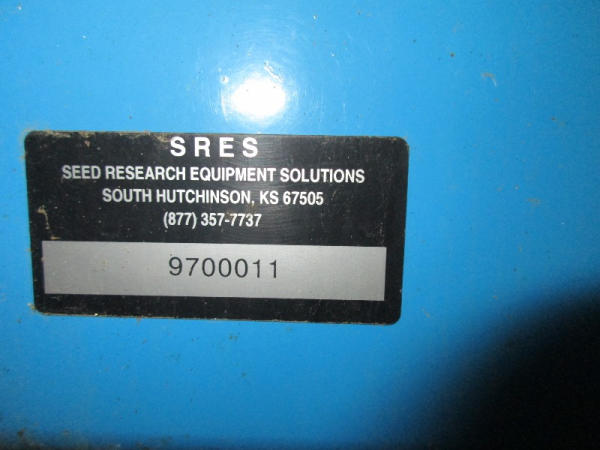 SRES
SEED RESEARCH EQUIPMENT SOLUTIONS
SOUTH HUTCHINSON, KS 67505
(877) 357-7737
9700011